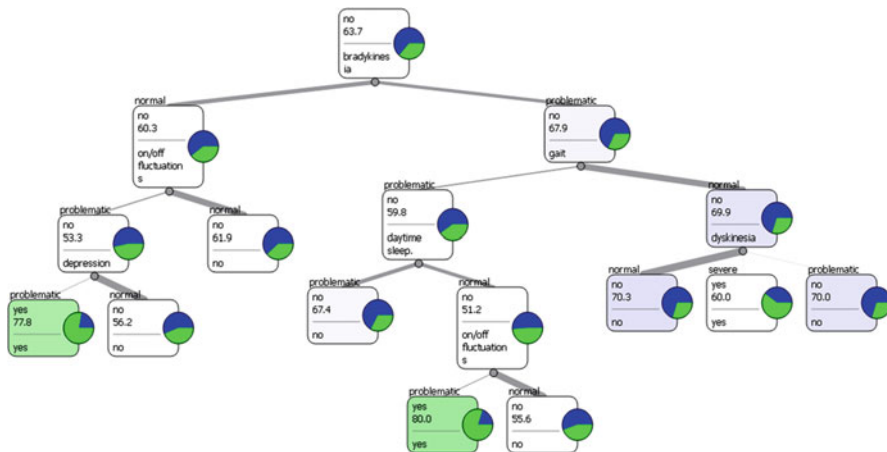 no
63.7
bradykines
ia
normal
no
60.3
on/off
fluctuation
s
problematic
no
67.9
gait
problematic
no
53.3
depression
normal
no
61.9
no
problematic
no
59.8
daytime
sleep.
normal
no
69.9
dyskinesia
problematic
yes
77.8
yes
normal
no
56.2
no
problematic
no
67.4
no
normal
no
51.2
on/off
fluctuation
s
normal
no
70.3
no
severe
yes
60.0
yes
problematic
no
70.0
no
problematic
yes
80.0
yes
normal
no
55.6
no